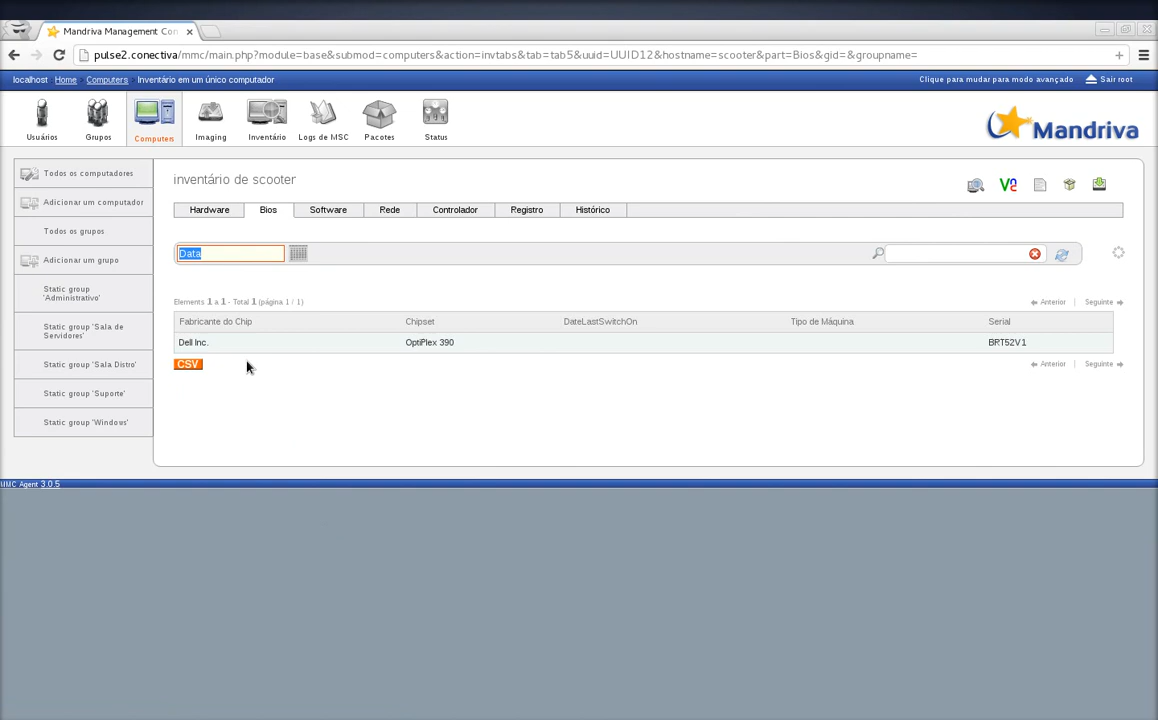 Mandriva Management Con
pulse2.conectiva/mmc/main.php?module=base&submod=computers&action=invtabs&tab=tab5&uuid=UUID12&hostname=scooter&part=Bios&gid=&groupname=
localhost Home Computers Inventário em um único computador Clique para mudar para modo avançado Sair root
Usuários Grupos Computers Imaging Inventário Logs de MSC Pacotes Status
Mandriva
Todos os computadores
Adicionar um computador
Todos os grupos
Adicionar um grupo
Static group
'Administrativo'
Static group 'Sala de
Servidores'
Static group 'Sala Distro'
Static group 'Suporte'
Static group 'Windows'
inventário de scooter
Hardware Bios Software Rede Controlador Registro Histórico
Data
Elements 1 a 1 - Total 1 (página 1 / 1) Anterior | Seguinte
Fabricante do Chip Chipset DateLastSwitchOn Tipo de Máquina Serial
Dell Inc. OptiPlex 390 BRT52V1
CSV Anterior | Seguinte
MMC Agent 3.0.5